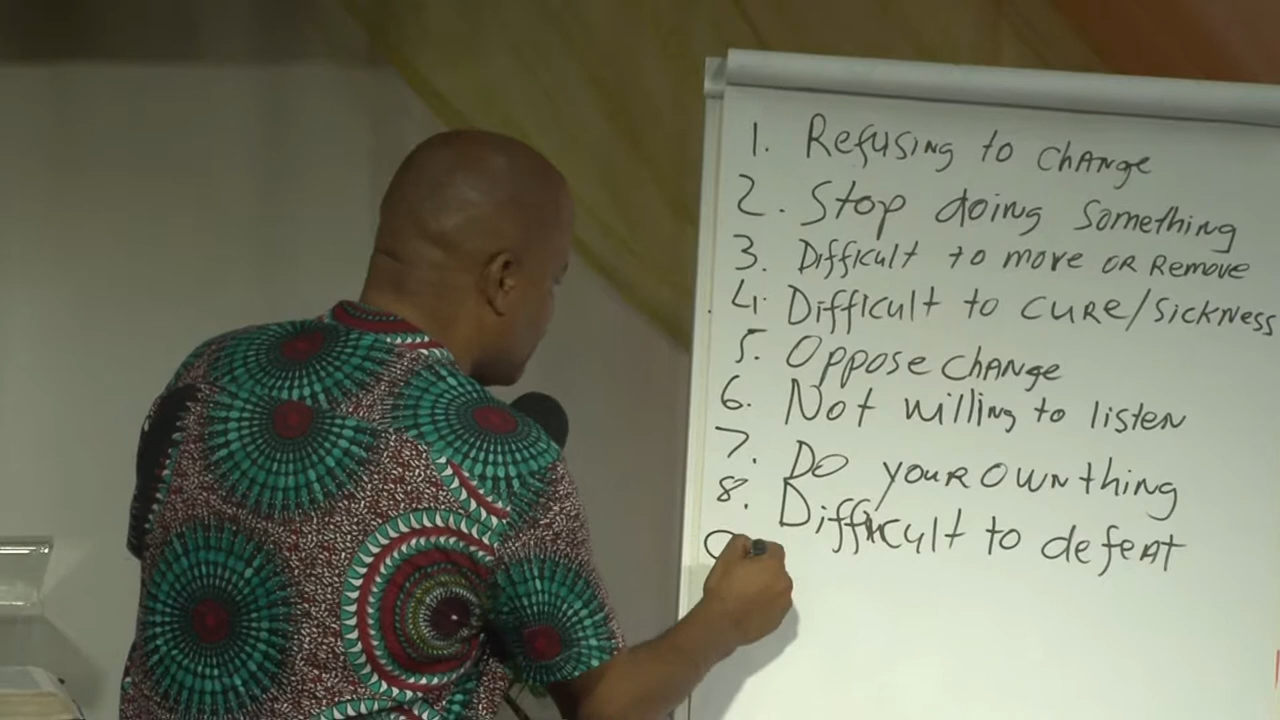 1. Refusing to change
2. Stop doing something
3. Difficult to move or remove
4. Difficult to cure/sickness
5. Oppose change
6. Not willing to listen
7. Do your own thing
8. Difficult to defeat